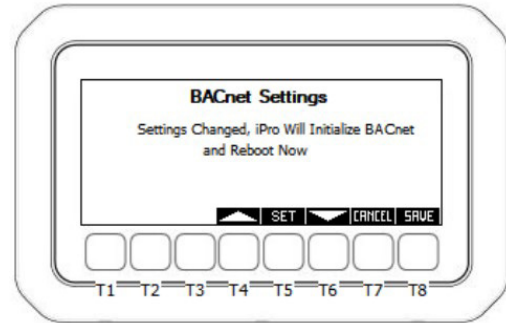 BACnet Settings
Settings Changed, iPro Will Initialize BACnet
and Reboot Now
SET CANCEL SAVE
T1 T2 T3 T4 T5 T6 T7 T8